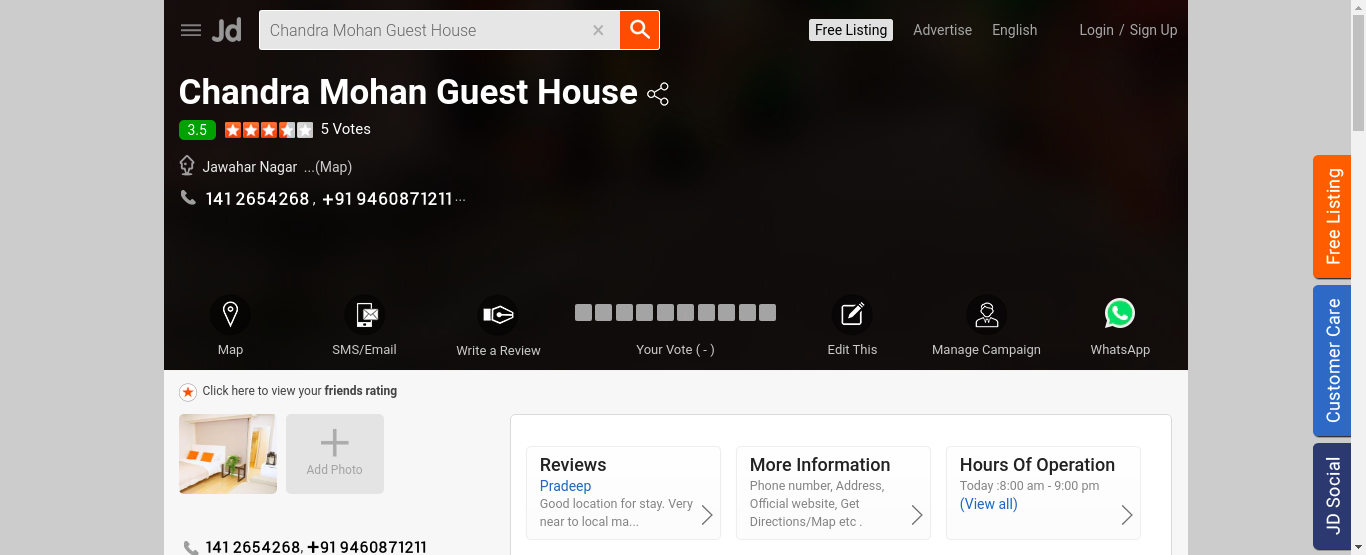 Jd
Chandra Mohan Guest House
Free Listing
Advertise
English
Login / Sign Up
Chandra Mohan Guest House
3.5
5 Votes
Jawahar Nagar ...(Map)
141 2654268 , +91 9460871211 ...
Map
SMS/Email
Write a Review
Your Vote ( - )
Edit This
Manage Campaign
WhatsApp
Click here to view your friends rating
Add Photo
Reviews
Pradeep
Good location for stay. Very
near to local ma...
More Information
Phone number, Address,
Official website, Get
Directions/Map etc .
Hours Of Operation
Today :8:00 am - 9:00 pm
(View all)
141 2654268, +91 9460871211
Free Listing
Customer Care
JD Social